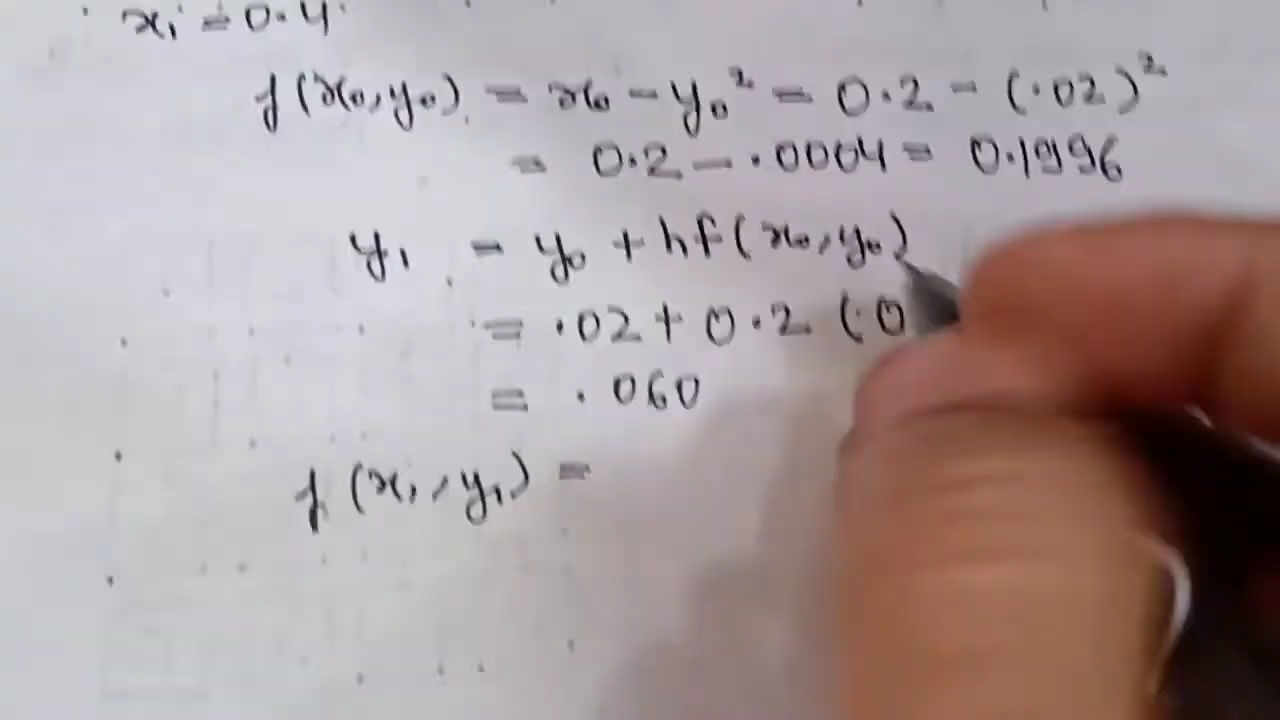 x₁ = 0.4
f(x₀,y₀) = x₀ - y₀² = 0.2 - (.02)²
= 0.2 - .0004 = 0.1996
y₁ = y₀ + hf(x₀,y₀)
= .02 + 0.2 (.0
= .060
f(x₁,y₁) =